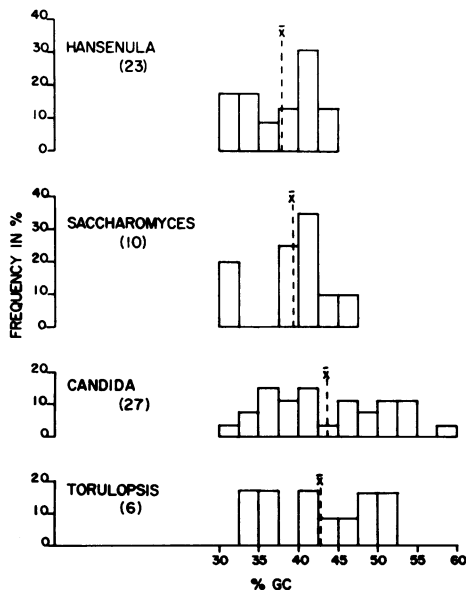 40
30
20
10
0
HANSENULA
(23)
x̄
40
30
20
10
0
SACCHAROMYCES
(10)
x̄
FREQUENCY IN %
20
10
0
CANDIDA
(27)
x̄
20
10
0
TORULOPSIS
(6)
x̄
30 35 40 45 50 55 60
% GC